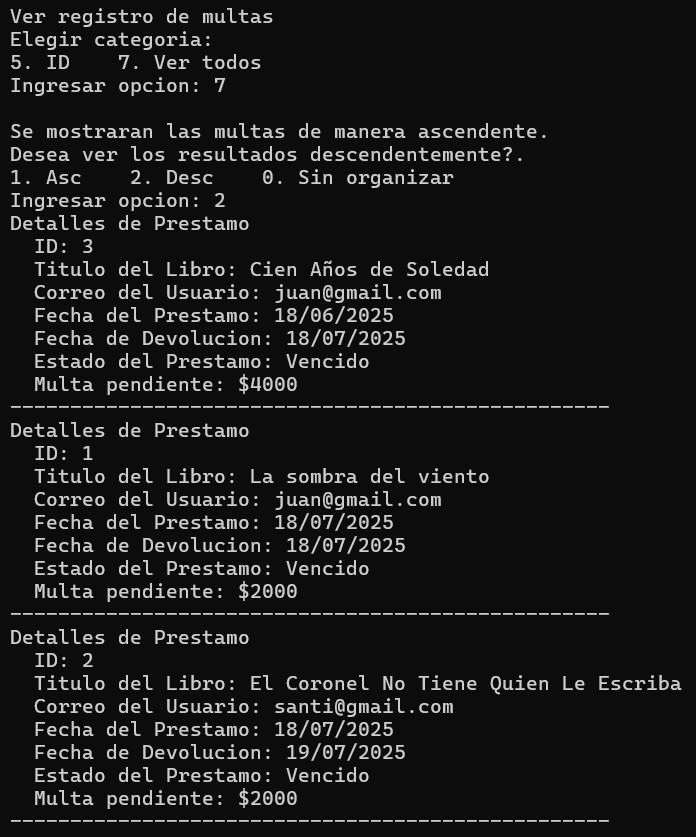 Ver registro de multas
Elegir categoria:
5. ID    7. Ver todos
Ingresar opcion: 7

Se mostraran las multas de manera ascendente.
Desea ver los resultados descendentemente?.
1. Asc    2. Desc    0. Sin organizar
Ingresar opcion: 2
Detalles de Prestamo
  ID: 3
  Titulo del Libro: Cien Años de Soledad
  Correo del Usuario: juan@gmail.com
  Fecha del Prestamo: 18/06/2025
  Fecha de Devolucion: 18/07/2025
  Estado del Prestamo: Vencido
  Multa pendiente: $4000
--------------------------------------------------
Detalles de Prestamo
  ID: 1
  Titulo del Libro: La sombra del viento
  Correo del Usuario: juan@gmail.com
  Fecha del Prestamo: 18/07/2025
  Fecha de Devolucion: 18/07/2025
  Estado del Prestamo: Vencido
  Multa pendiente: $2000
--------------------------------------------------
Detalles de Prestamo
  ID: 2
  Titulo del Libro: El Coronel No Tiene Quien Le Escriba
  Correo del Usuario: santi@gmail.com
  Fecha del Prestamo: 18/07/2025
  Fecha de Devolucion: 19/07/2025
  Estado del Prestamo: Vencido
  Multa pendiente: $2000
--------------------------------------------------